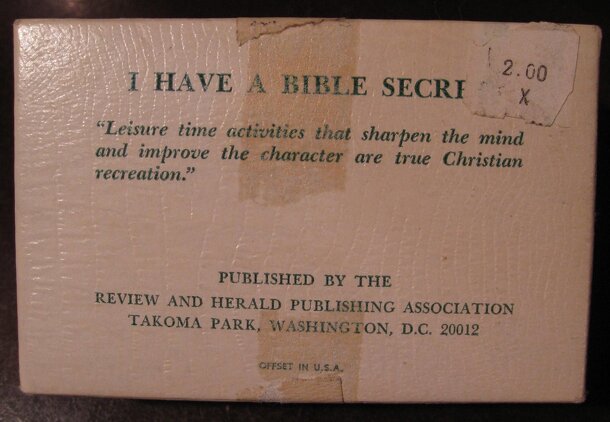 2.00
X
I HAVE A BIBLE SECR
“Leisure time activities that sharpen the mind
and improve the character are true Christian
recreation.”
PUBLISHED BY THE
REVIEW AND HERALD PUBLISHING ASSOCIATION
TAKOMA PARK, WASHINGTON, D.C. 20012
OFFSET IN U.S.A.